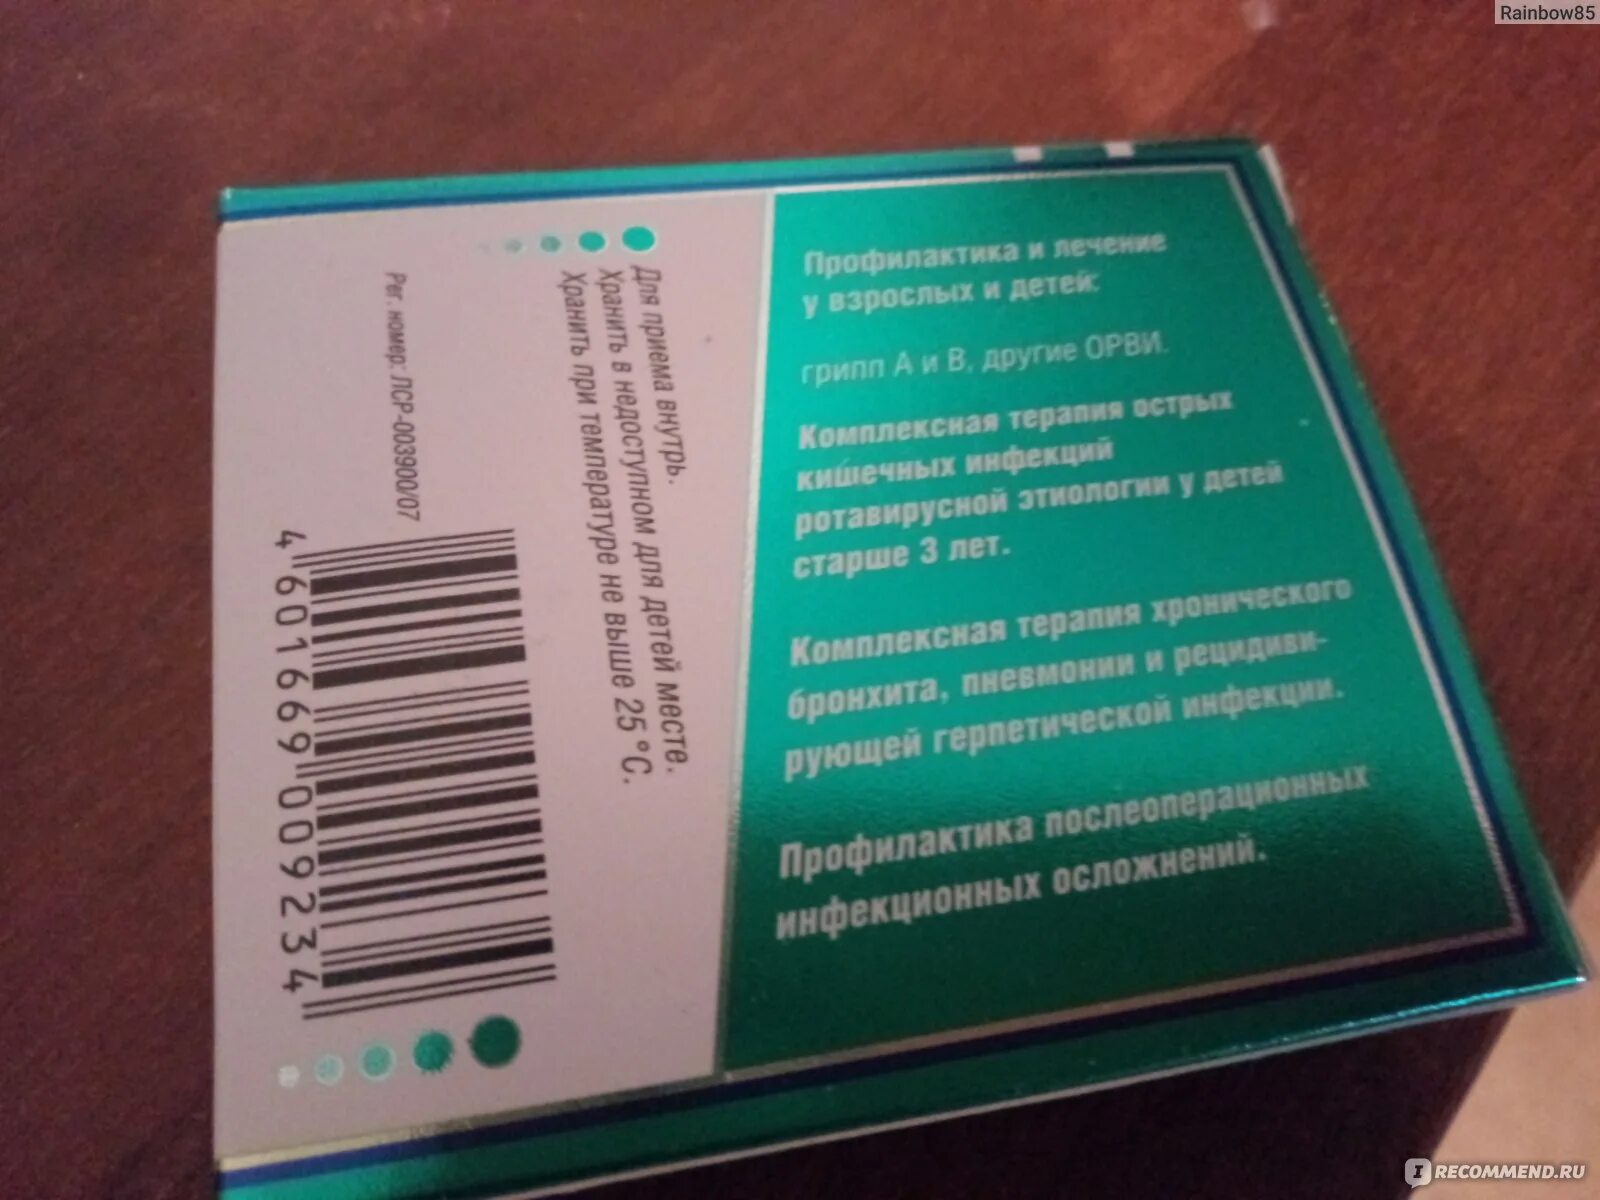 Rainbow85
Профилактика и лечение
у взрослых и детей:
грипп А и В, другие ОРВИ.
Комплексная терапия острых
кишечных инфекций
ротавирусной этиологии у детей
старше 3 лет.
Комплексная терапия хронического
бронхита, пневмонии и рецидиви-
рующей герпетической инфекции.
Профилактика послеоперационных
инфекционных осложнений.
Для приема внутрь.
Хранить в недоступном для детей месте.
Хранить при температуре не выше 25 °С.
Рег. номер: ЛСР-003900/07
4 601669 009234
IRECOMMEND.RU